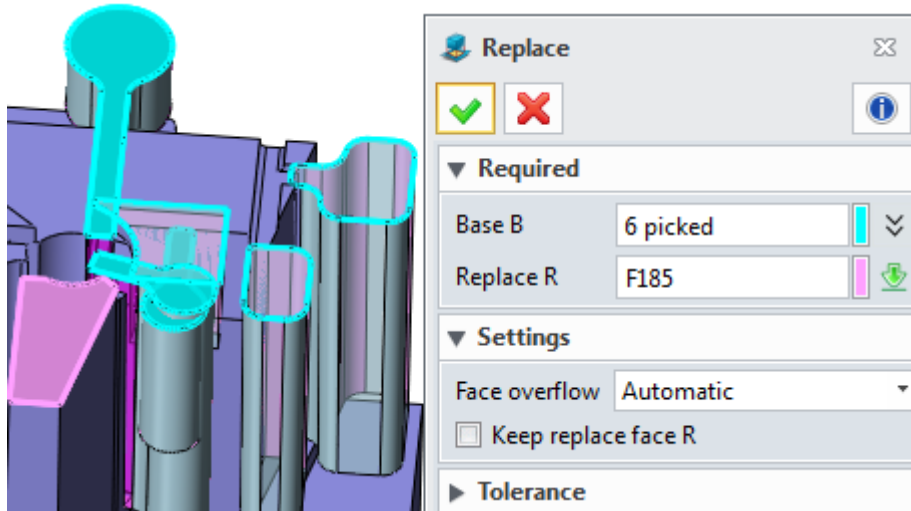 Replace
Required
Base B 6 picked
Replace R F185
Settings
Face overflow Automatic
Keep replace face R
Tolerance